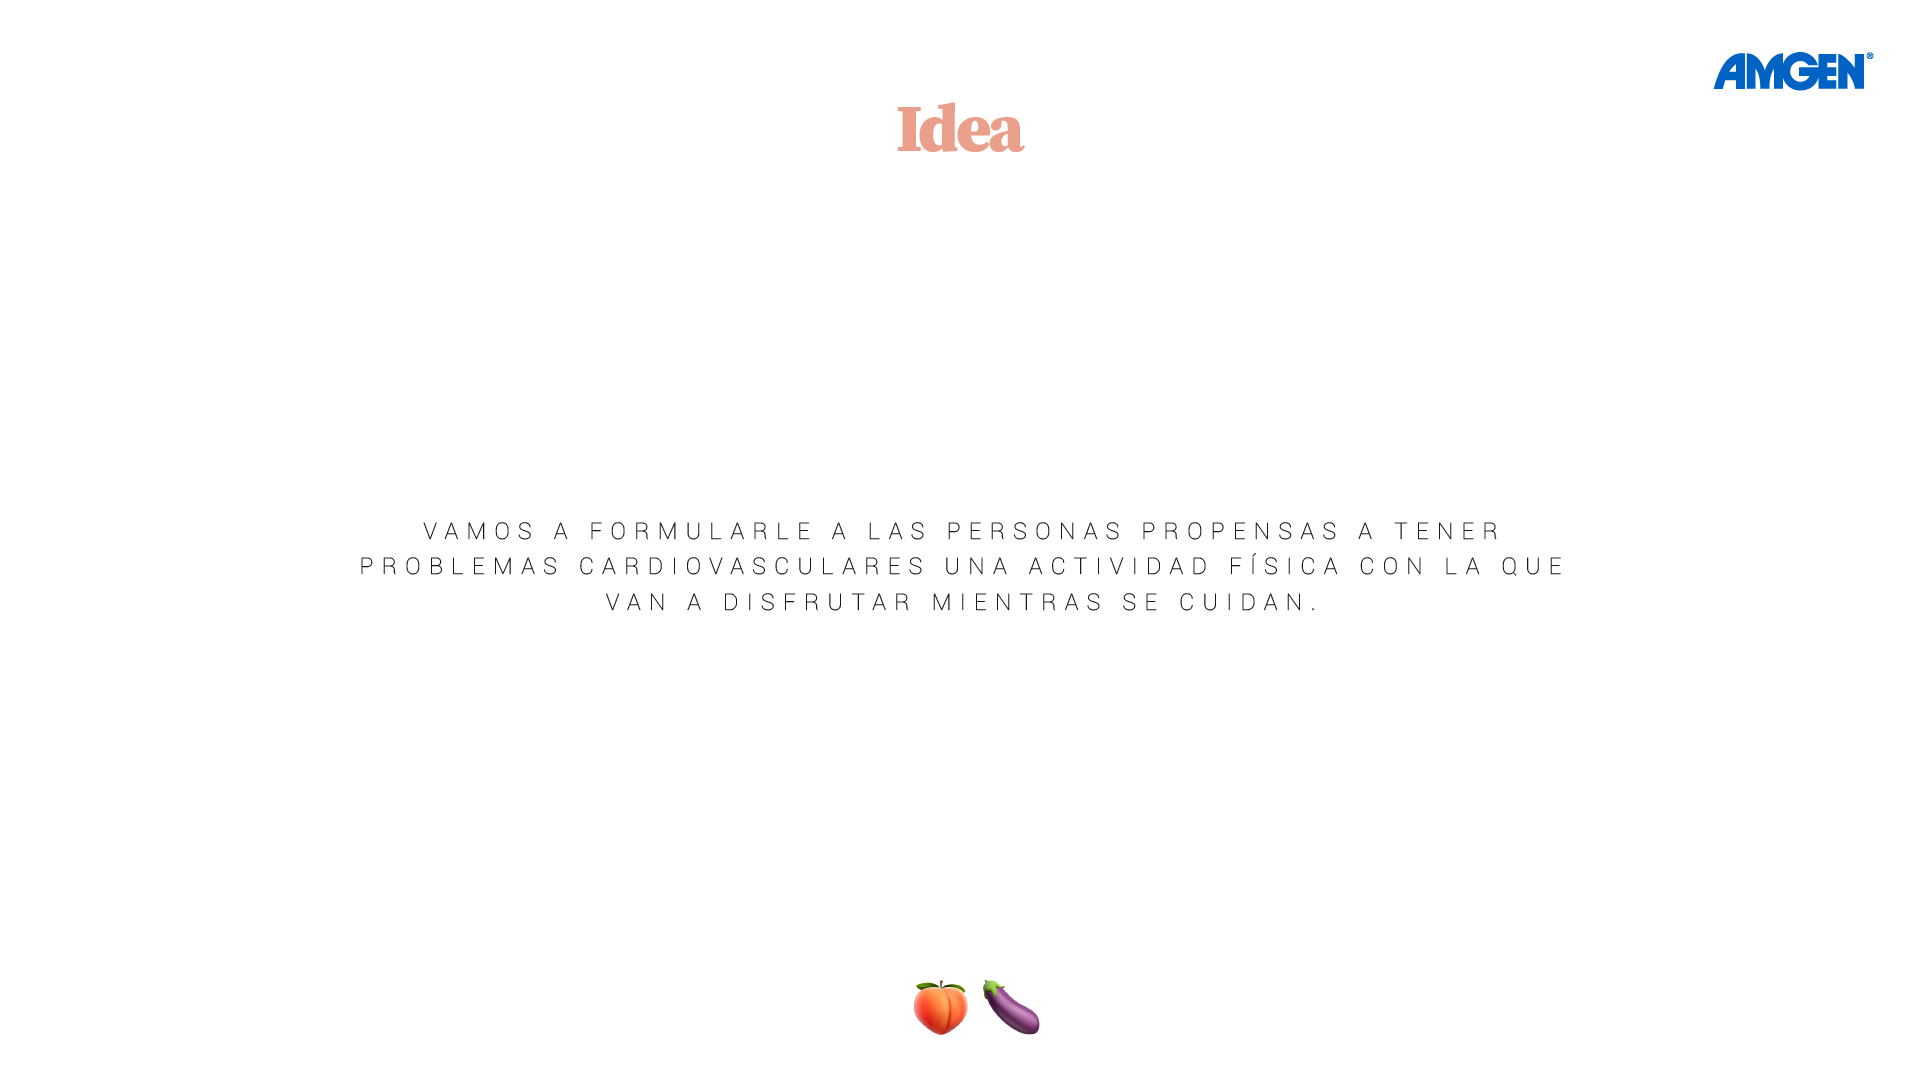 AMGEN®
Idea
VAMOS A FORMULARLE A LAS PERSONAS PROPENSAS A TENER
PROBLEMAS CARDIOVASCULARES UNA ACTIVIDAD FÍSICA CON LA QUE
VAN A DISFRUTAR MIENTRAS SE CUIDAN.